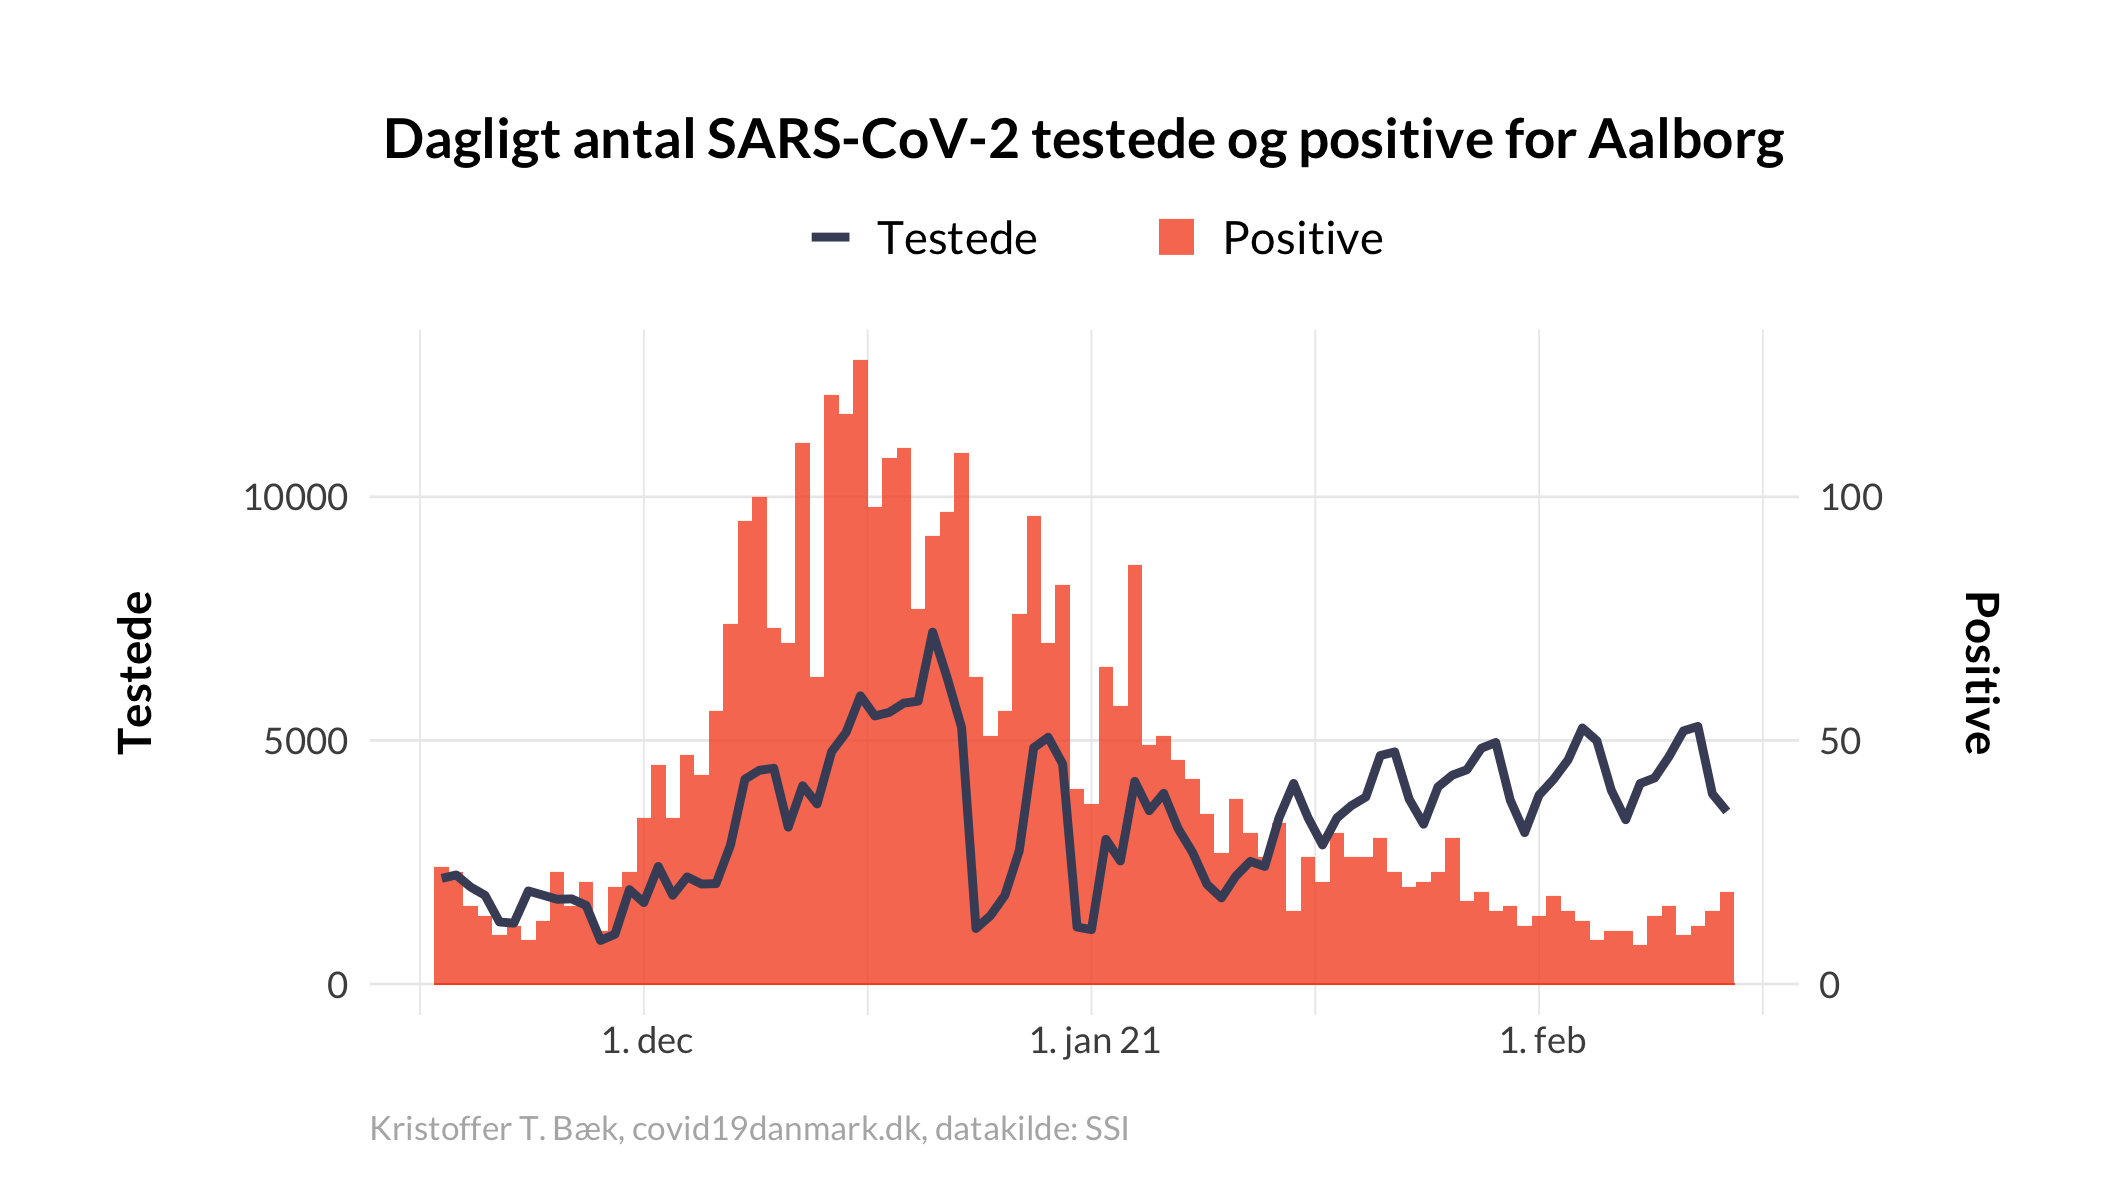 Dagligt antal SARS-CoV-2 testede og positive for Aalborg
Testede
Positive
10000
5000
0
Testede
100
50
0
Positive
1. dec
1. jan 21
1. feb
Kristoffer T. Bæk, covid19danmark.dk, datakilde: SSI